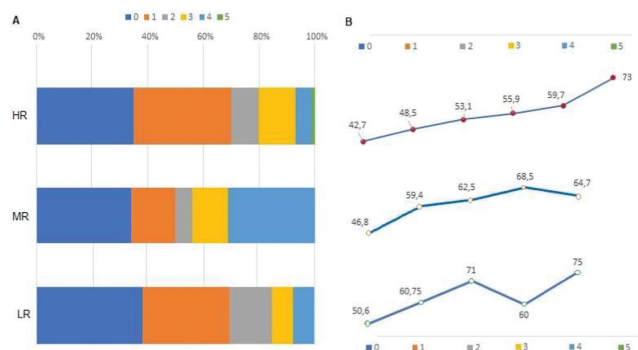 A
0 1 2 3 4 5
0% 20% 40% 60% 80% 100%
HR
MR
LR
B
0 1 2 3 4 5
42,7 48,5 53,1 55,9 59,7 73
46,8 59,4 62,5 68,5 64,7
50,6 60,75 71 60 75
0 1 2 3 4 5